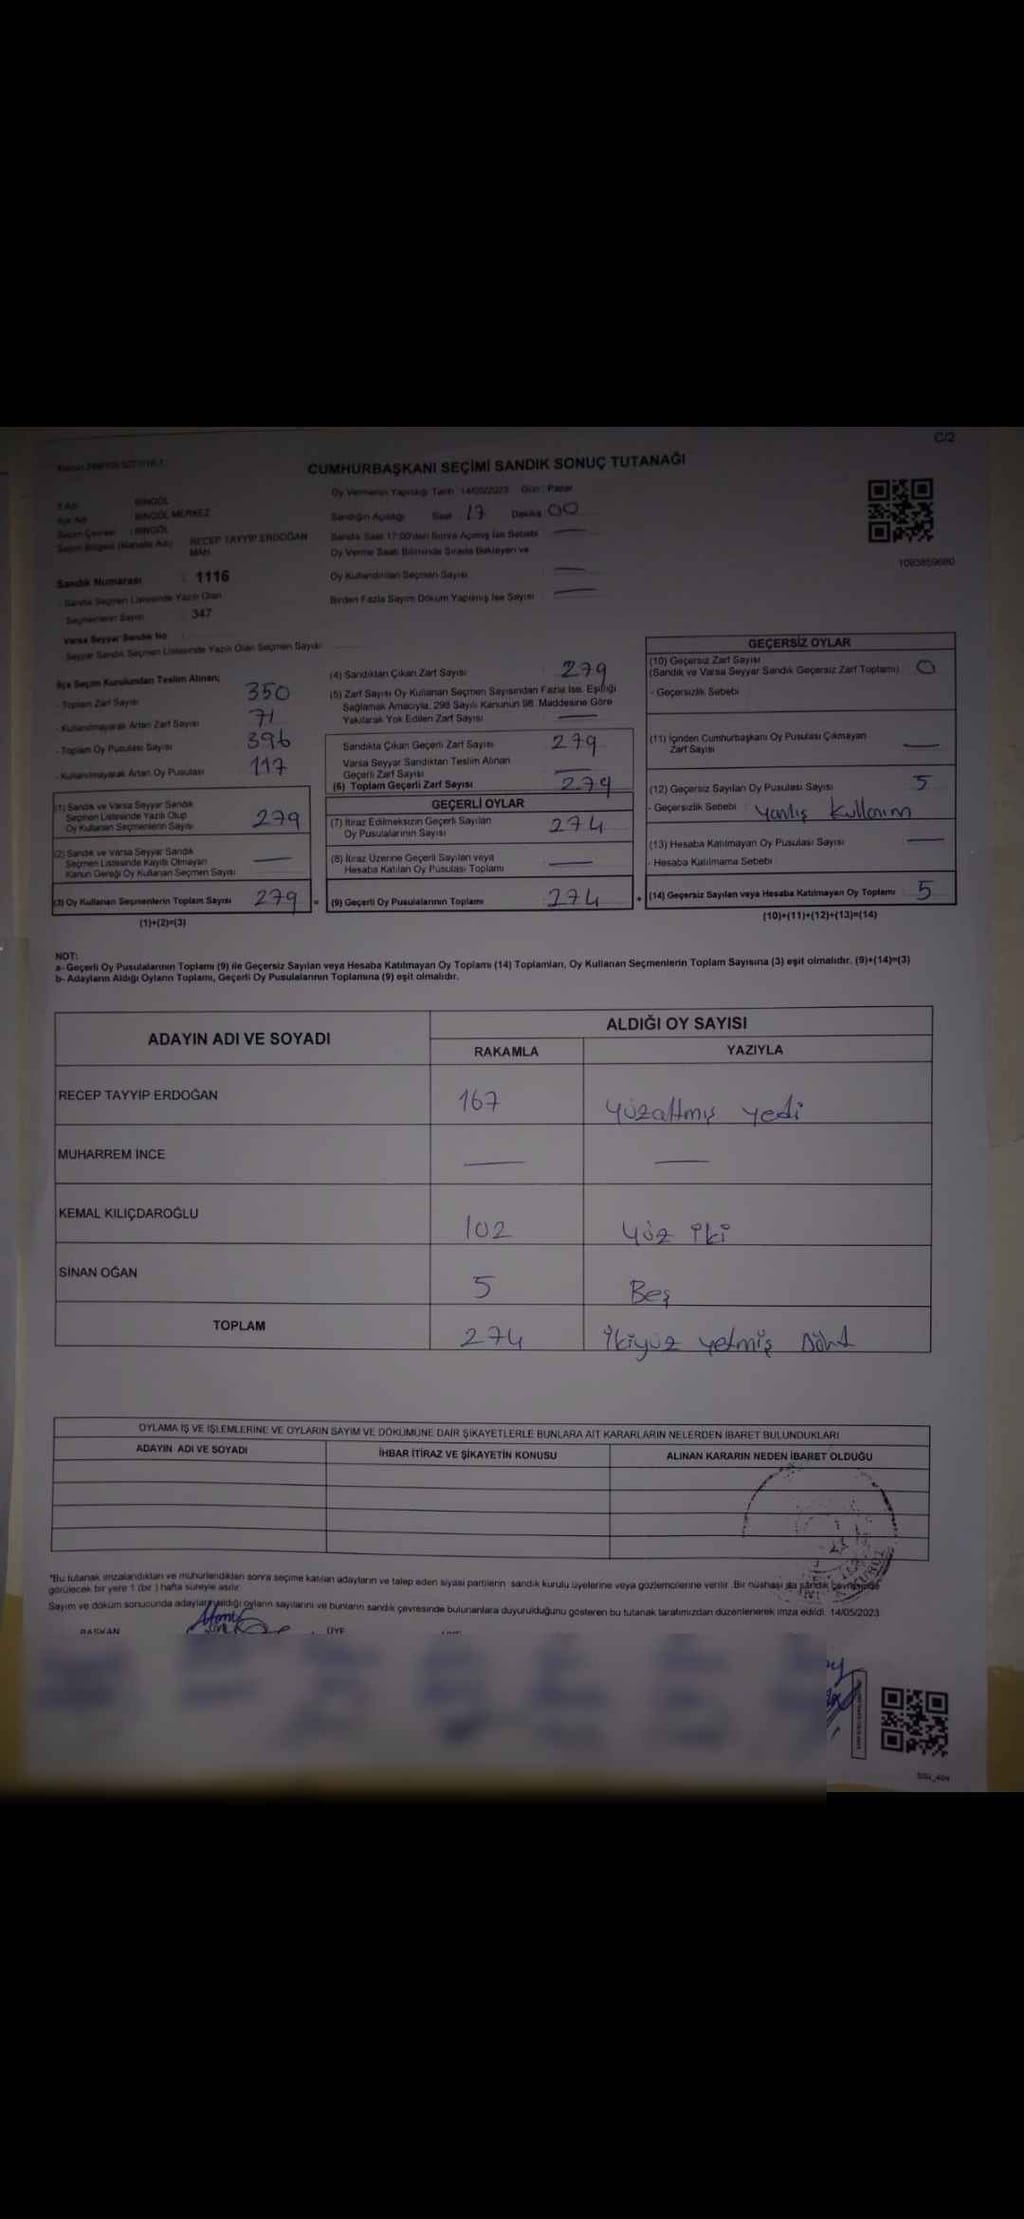 C/2
CUMHURBAŞKANI SEÇİMİ SANDIK SONUÇ TUTANAĞI
Oy Vermenin Yapıldığı Tarih : 14/05/2023 Gün : Pazar
İl Adı : BİNGÖL
İlçe Adı : BİNGÖL MERKEZ
Seçim Çevresi : BİNGÖL
RECEP TAYYİP ERDOĞAN
MAH.
Sandığın Açıldığı Saat 17 Dakika 00
Sandık Saat 17:00'den Sonra Açılmış İse Sebebi
Oy Verme Saati Bitiminde Sırada Bekleyen ve
Oy Kullandırılan Seçmen Sayısı
Birden Fazla Sayım Döküm Yapılmış İse Sayısı
1093859680
Sandık Numarası : 1116
- Sandık Seçmen Listesinde Yazılı Olan
Seçmenlerin Sayısı : 347
Varsa Seyyar Sandık No
- Seyyar Sandık Seçmen Listesinde Yazılı Olan Seçmen Sayısı
İlçe Seçim Kurulundan Teslim Alınan;
- Toplam Zarf Sayısı 350
- Kullanılmayarak Artan Zarf Sayısı 71
- Toplam Oy Pusulası Sayısı 396
- Kullanılmayarak Artan Oy Pusulası 117
(1) Sandık ve Varsa Seyyar Sandık
Seçmen Listesinde Yazılı Olup
Oy Kullanan Seçmenlerin Sayısı 279
(2) Sandık ve Varsa Seyyar Sandık
Seçmen Listesinde Kayıtlı Olmayan
Kanun Gereği Oy Kullanan Seçmen Sayısı
(3) Oy Kullanan Seçmenlerin Toplam Sayısı 279 =
(1)+(2)=(3)
(4) Sandıktan Çıkan Zarf Sayısı 279
(5) Zarf Sayısı Oy Kullanan Seçmen Sayısından Fazla İse, Eşitliği
Sağlamak Amacıyla, 298 Sayılı Kanunun 98. Maddesine Göre
Yakılarak Yok Edilen Zarf Sayısı
Sandıkta Çıkan Geçerli Zarf Sayısı 279
Varsa Seyyar Sandıktan Teslim Alınan
Geçerli Zarf Sayısı
(6) Toplam Geçerli Zarf Sayısı 279
GEÇERLİ OYLAR
(7) İtiraz Edilmeksizin Geçerli Sayılan
Oy Pusulalarının Sayısı 274
(8) İtiraz Üzerine Geçerli Sayılan veya
Hesaba Katılan Oy Pusulası Toplamı
(9) Geçerli Oy Pusulalarının Toplamı 274 +
GEÇERSİZ OYLAR
(10) Geçersiz Zarf Sayısı
(Sandık ve Varsa Seyyar Sandık Geçersiz Zarf Toplamı) 0
- Geçersizlik Sebebi
(11) İçinden Cumhurbaşkanı Oy Pusulası Çıkmayan
Zarf Sayısı
(12) Geçersiz Sayılan Oy Pusulası Sayısı 5
- Geçersizlik Sebebi : Yanlış Kullanım
(13) Hesaba Katılmayan Oy Pusulası Sayısı
- Hesaba Katılmama Sebebi
(14) Geçersiz Sayılan veya Hesaba Katılmayan Oy Toplamı 5
(10)+(11)+(12)+(13)=(14)
NOT:
a- Geçerli Oy Pusulalarının Toplamı (9) ile Geçersiz Sayılan veya Hesaba Katılmayan Oy Toplamı (14) Toplamları, Oy Kullanan Seçmenlerin Toplam Sayısına (3) eşit olmalıdır. (9)+(14)=(3)
b- Adayların Aldığı Oyların Toplamı, Geçerli Oy Pusulalarının Toplamına (9) eşit olmalıdır.
ADAYIN ADI VE SOYADI
ALDIĞI OY SAYISI
RAKAMLA YAZIYLA
RECEP TAYYİP ERDOĞAN 167 Yüzaltmış yedi
MUHARREM İNCE
KEMAL KILIÇDAROĞLU 102 Yüz İki
SİNAN OĞAN 5 Beş
TOPLAM 274 İkiyüz yetmiş Dört
OYLAMA İŞ VE İŞLEMLERİNE VE OYLARIN SAYIM VE DÖKÜMÜNE DAİR ŞİKAYETLERLE BUNLARA AİT KARARLARIN NELERDEN İBARET BULUNDUKLARI
ADAYIN ADI VE SOYADI İHBAR İTİRAZ VE ŞİKAYETİN KONUSU ALINAN KARARIN NEDEN İBARET OLDUĞU
"Bu tutanak imzalandıktan ve mühürlendikten sonra seçime katılan adayların ve talep eden siyasi partilerin sandık kurulu üyelerine veya gözlemcilerine verilir. Bir nüshası da sandık çevresinde
görülecek bir yere 1 (bir) hafta süreyle asılır.
Sayım ve döküm sonucunda adayların aldığı oyların sayılarını ve bunların sandık çevresinde bulunanlara duyurulduğunu gösteren bu tutanak tarafımızdan düzenlenerek imza edildi. 14/05/2023
BAŞKAN ÜYE